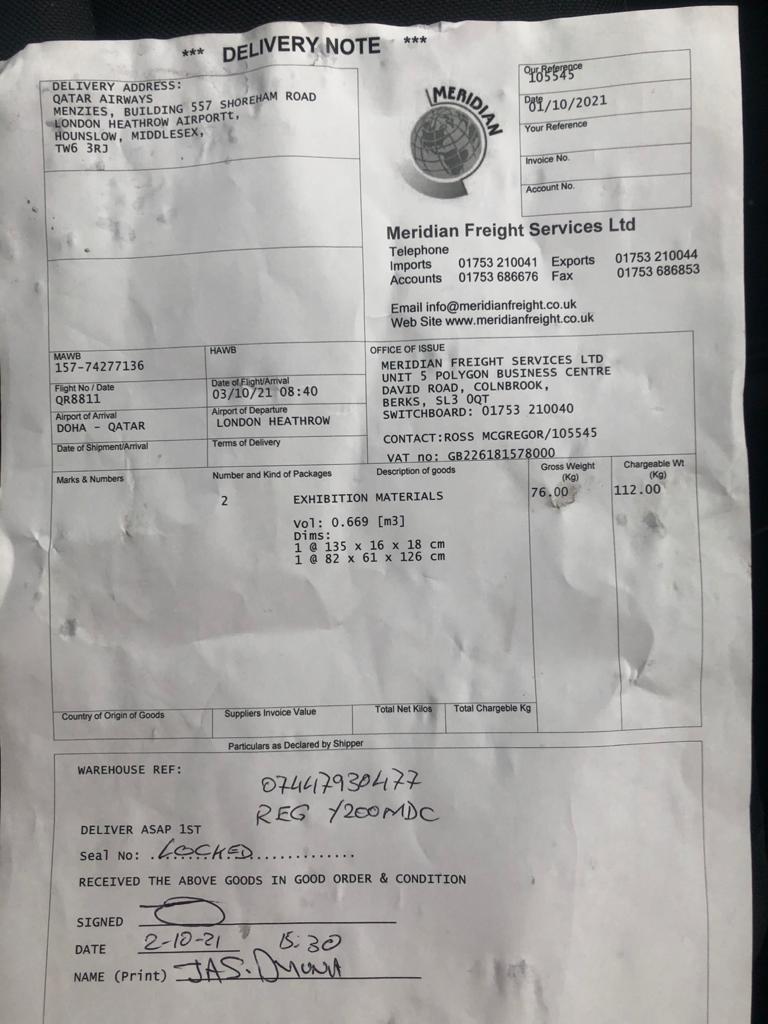 *** DELIVERY NOTE ***
DELIVERY ADDRESS:
QATAR AIRWAYS
MENZIES, BUILDING 557 SHOREHAM ROAD
LONDON HEATHROW AIRPORTt,
HOUNSLOW, MIDDLESEX,
TW6 3RJ
MERIDIAN
Our Reference
105545
Date
01/10/2021
Your Reference
Invoice No.
Account No.
Meridian Freight Services Ltd
Telephone
Imports 01753 210041 Exports 01753 210044
Accounts 01753 686676 Fax 01753 686853
Email info@meridianfreight.co.uk
Web Site www.meridianfreight.co.uk
MAWB
157-74277136
HAWB
Flight No / Date
QR8811
Date of Flight/Arrival
03/10/21 08:40
Airport of Arrival
DOHA - QATAR
Airport of Departure
LONDON HEATHROW
Date of Shipment/Arrival
Terms of Delivery
OFFICE OF ISSUE
MERIDIAN FREIGHT SERVICES LTD
UNIT 5 POLYGON BUSINESS CENTRE
DAVID ROAD, COLNBROOK,
BERKS, SL3 0QT
SWITCHBOARD: 01753 210040
CONTACT:ROSS MCGREGOR/105545
VAT no: GB226181578000
Marks & Numbers
Number and Kind of Packages
Description of goods
Gross Weight
(Kg)
Chargeable Wt
(Kg)
2 EXHIBITION MATERIALS 76.00 112.00
Vol: 0.669 [m3]
Dims:
1 @ 135 x 16 x 18 cm
1 @ 82 x 61 x 126 cm
Country of Origin of Goods
Suppliers Invoice Value
Total Net Kilos
Total Chargeble Kg
Particulars as Declared by Shipper
WAREHOUSE REF:
07447930477
REG Y200MDC
DELIVER ASAP 1ST
Seal No: .LOCKED..............
RECEIVED THE ABOVE GOODS IN GOOD ORDER & CONDITION
SIGNED
DATE 2-10-21 15:30
NAME (Print) JAS.